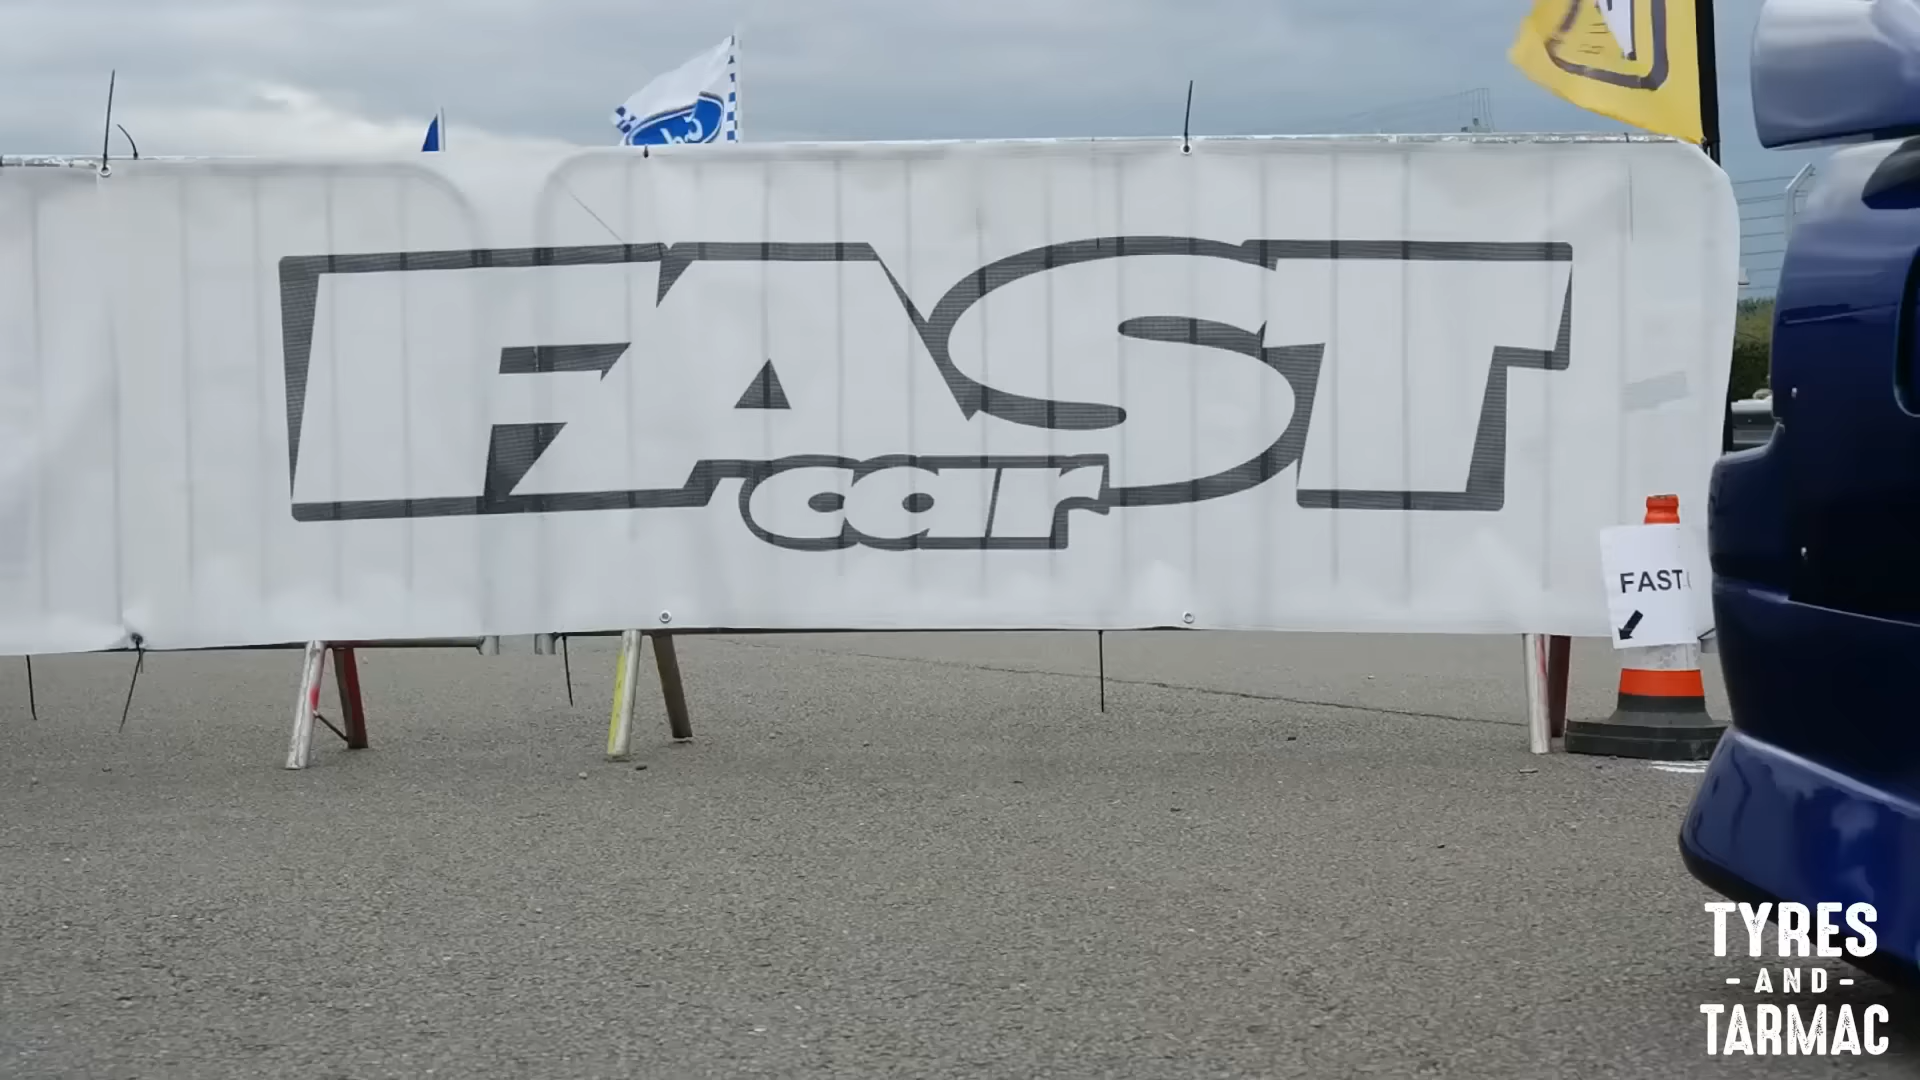 FAST
car
FAST
TYRES
- AND -
TARMAC